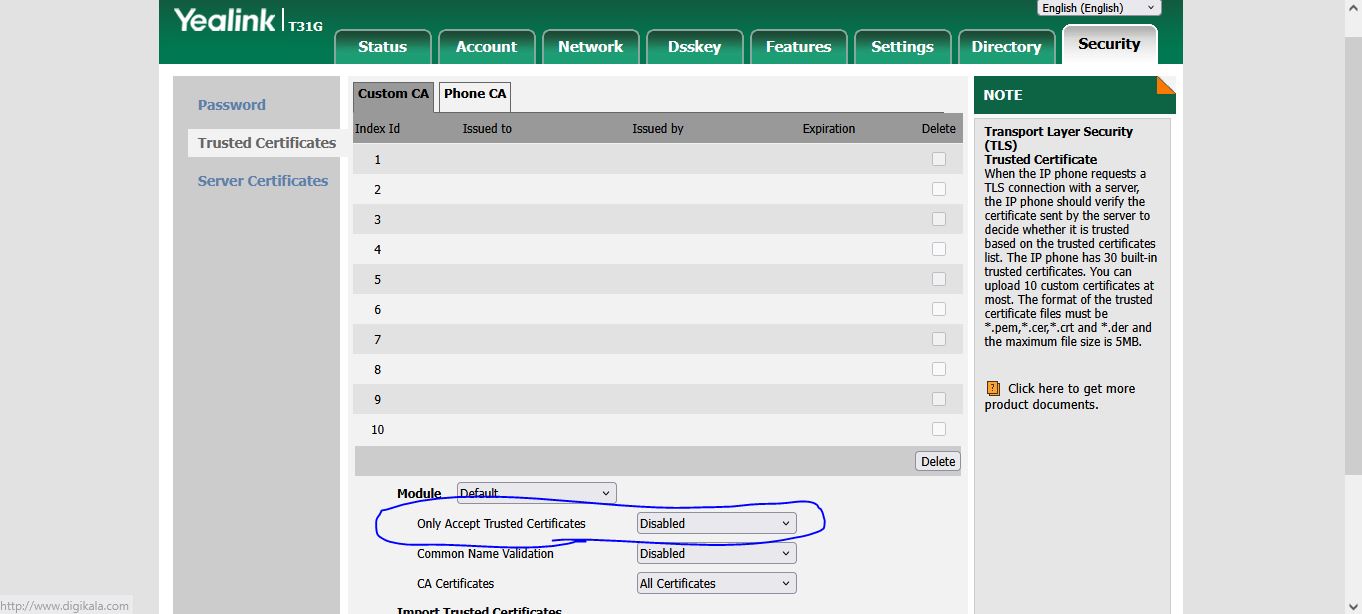 English (English)
Yealink T31G
Status Account Network Dsskey Features Settings Directory Security
Password
Trusted Certificates
Server Certificates
Custom CA Phone CA
Index Id Issued to Issued by Expiration Delete
1
2
3
4
5
6
7
8
9
10
Delete
Module Default
Only Accept Trusted Certificates Disabled
Common Name Validation Disabled
CA Certificates All Certificates
Import Trusted Certificates
NOTE
Transport Layer Security
(TLS)
Trusted Certificate
When the IP phone requests a
TLS connection with a server,
the IP phone should verify the
certificate sent by the server to
decide whether it is trusted
based on the trusted certificates
list. The IP phone has 30 built-in
trusted certificates. You can
upload 10 custom certificates at
most. The format of the trusted
certificate files must be
*.pem,*.cer,*.crt and *.der and
the maximum file size is 5MB.
Click here to get more
product documents.
http://www.digikala.com